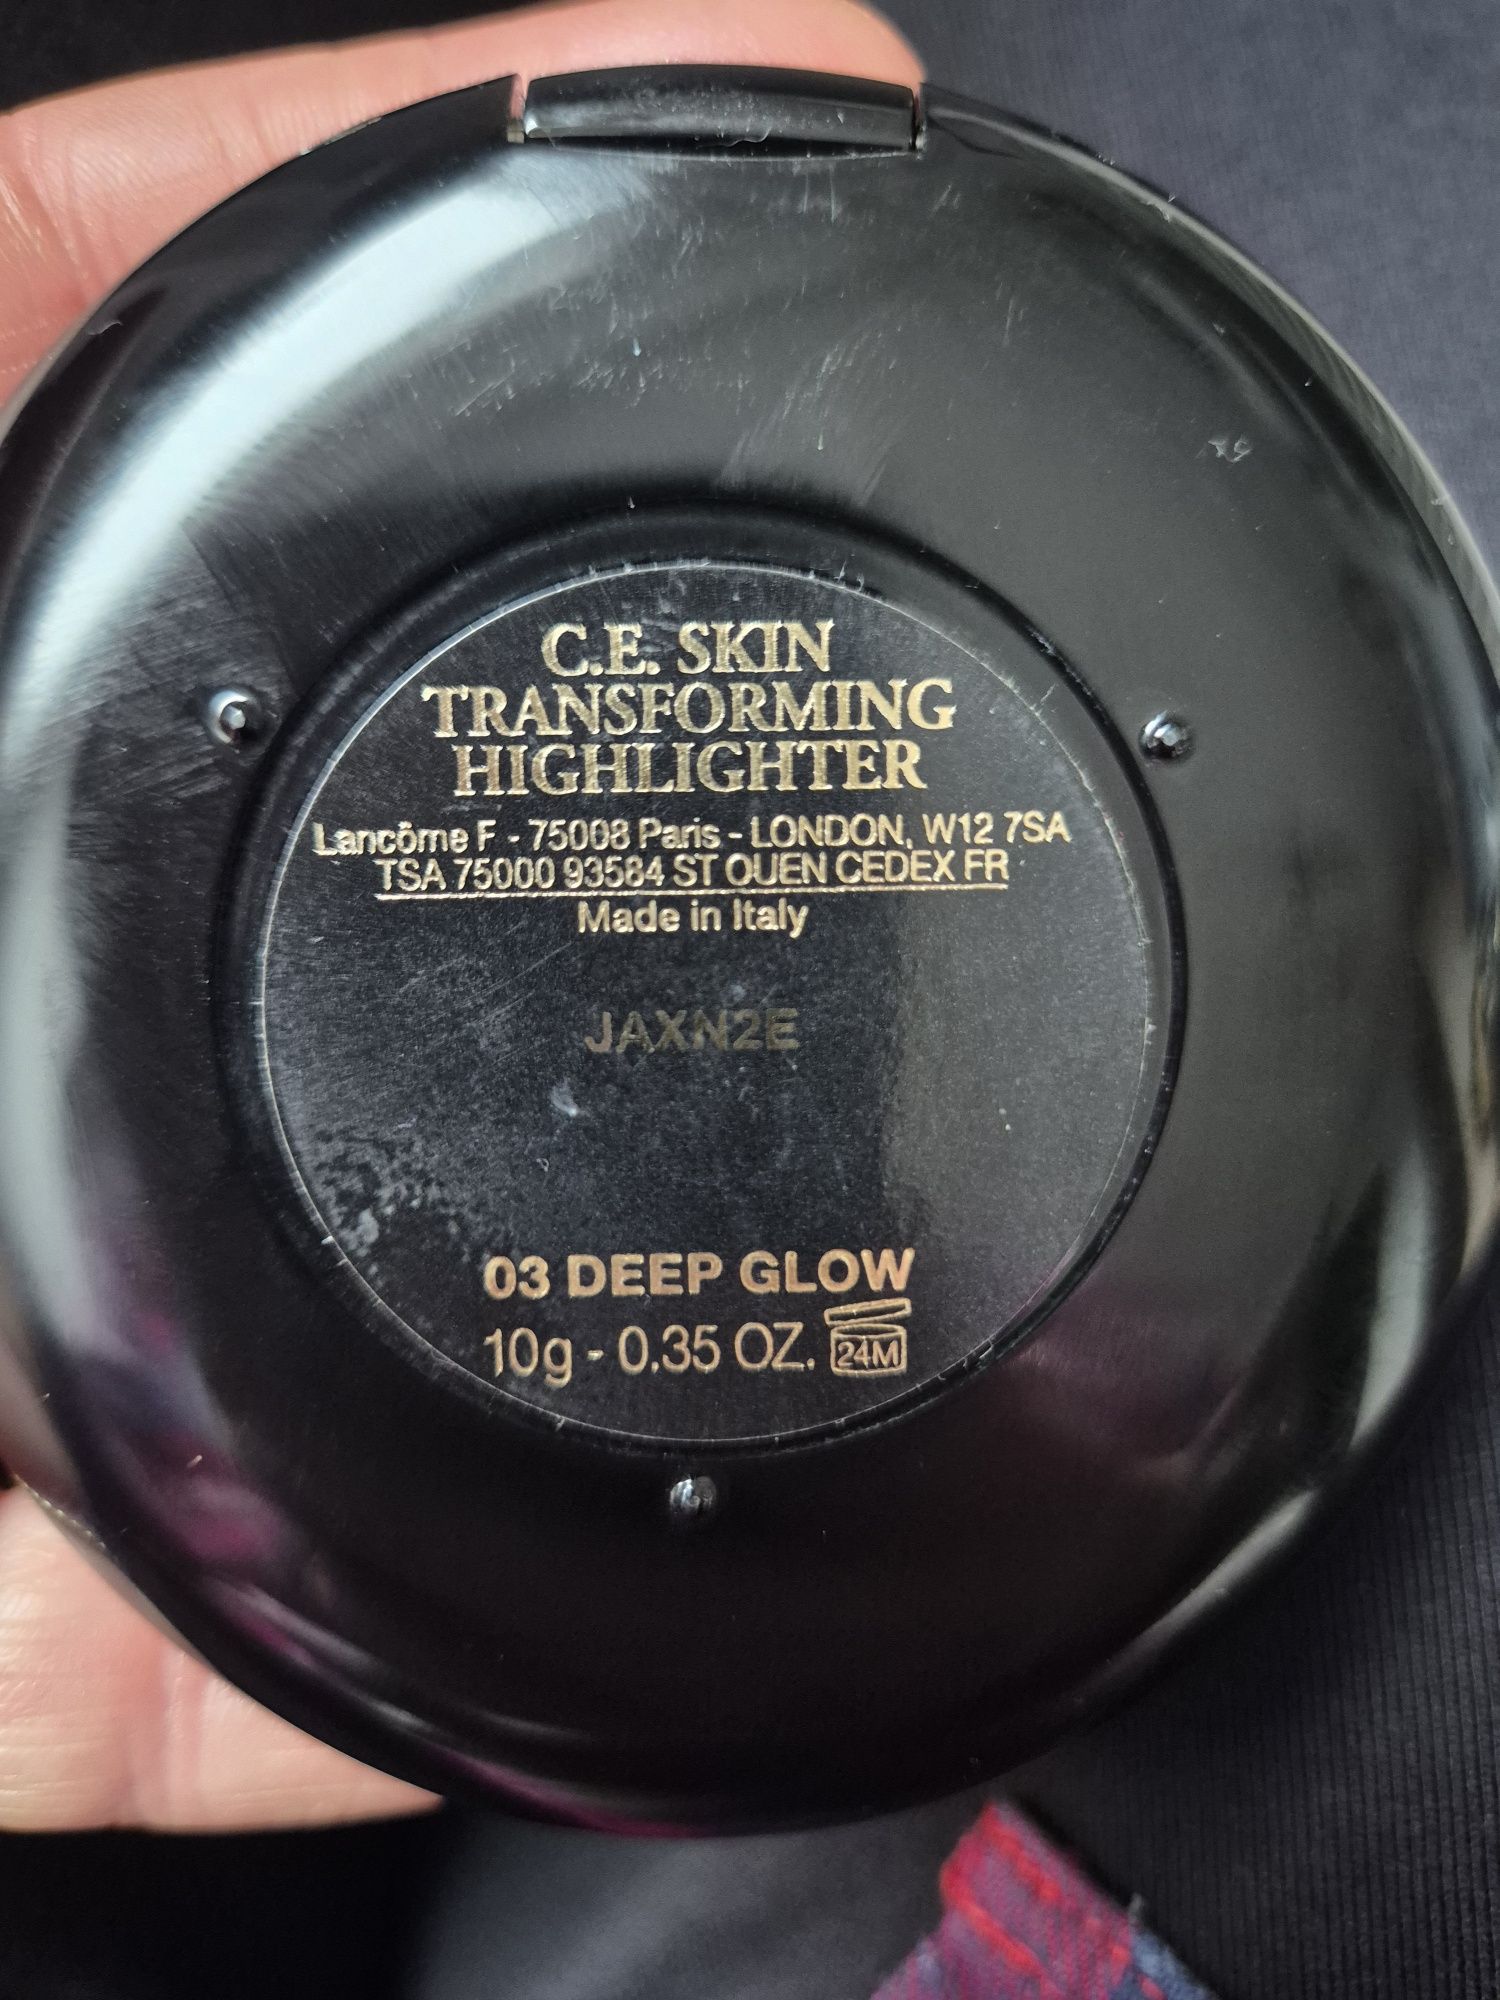 C.E. SKIN
TRANSFORMING
HIGHLIGHTER
Lancôme F - 75008 Paris - LONDON, W12 7SA
TSA 75000 93584 ST OUEN CEDEX FR
Made in Italy
JAXN2E
03 DEEP GLOW
10g - 0.35 OZ. 24M